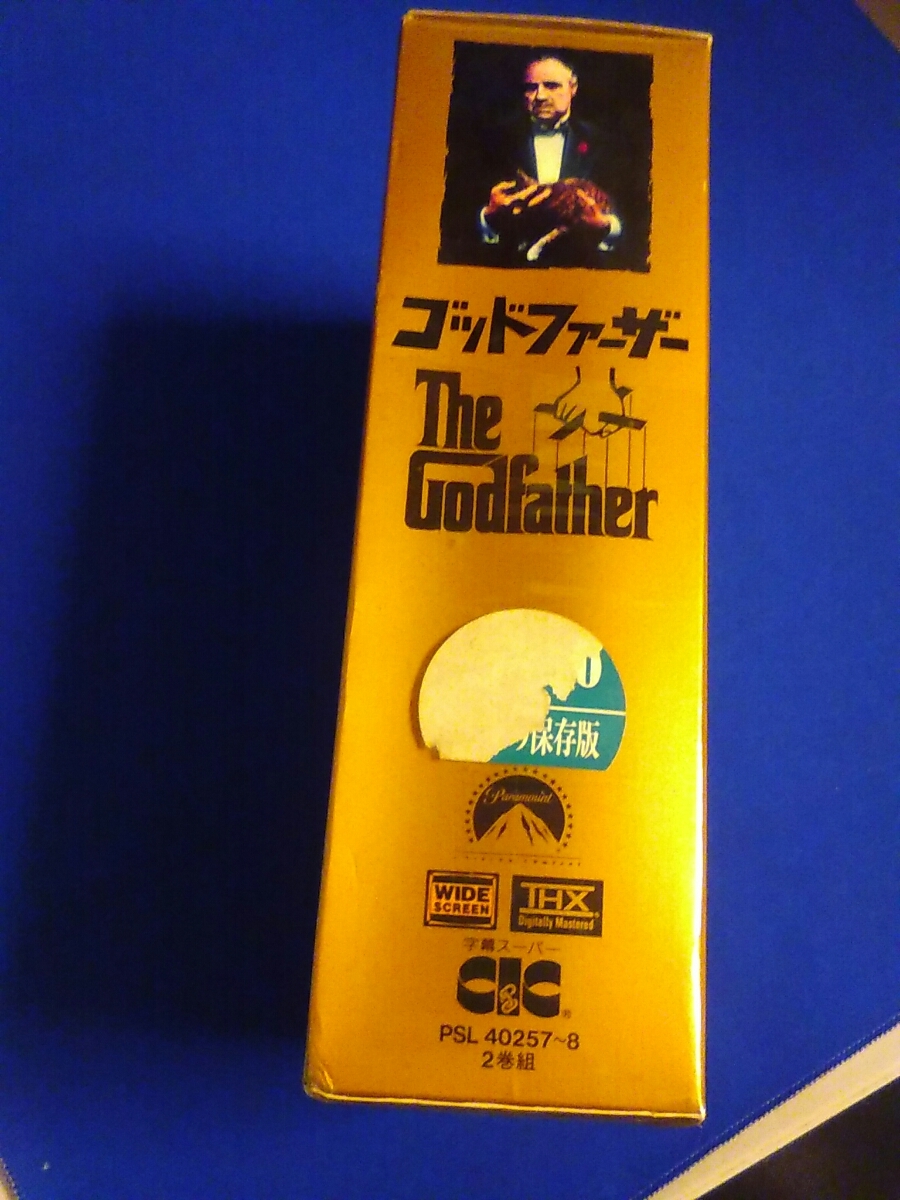 ゴッドファーザー
The
Godfather
保存版
Paramount
WIDE
SCREEN
THX
Digitally Mastered
字幕スーパー
CIC
PSL 40257~8
2巻組